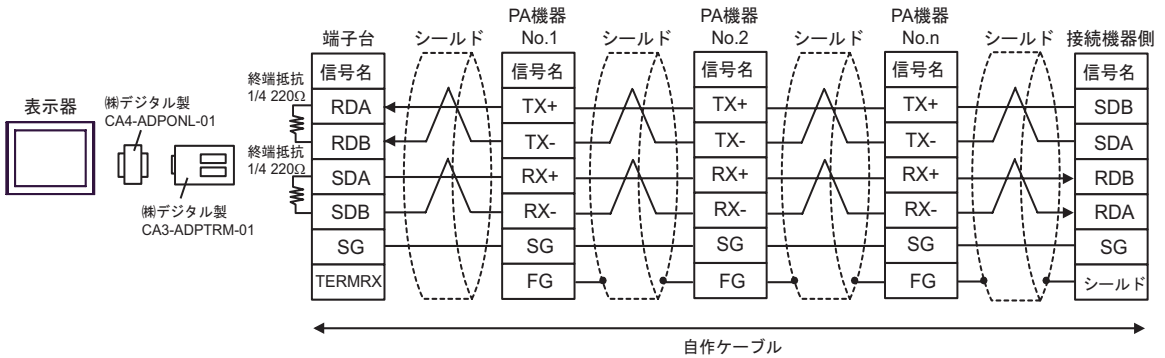 表示器
㈱デジタル製
CA4-ADPONL-01
㈱デジタル製
CA3-ADPTRM-01
終端抵抗
1/4 220Ω
終端抵抗
1/4 220Ω
端子台
信号名
RDA
RDB
SDA
SDB
SG
TERMRX
シールド
PA機器
No.1
信号名
TX+
TX-
RX+
RX-
SG
FG
シールド
PA機器
No.2
信号名
TX+
TX-
RX+
RX-
SG
FG
シールド
PA機器
No.n
信号名
TX+
TX-
RX+
RX-
SG
FG
シールド
接続機器側
信号名
SDB
SDA
RDB
RDA
SG
シールド
自作ケーブル